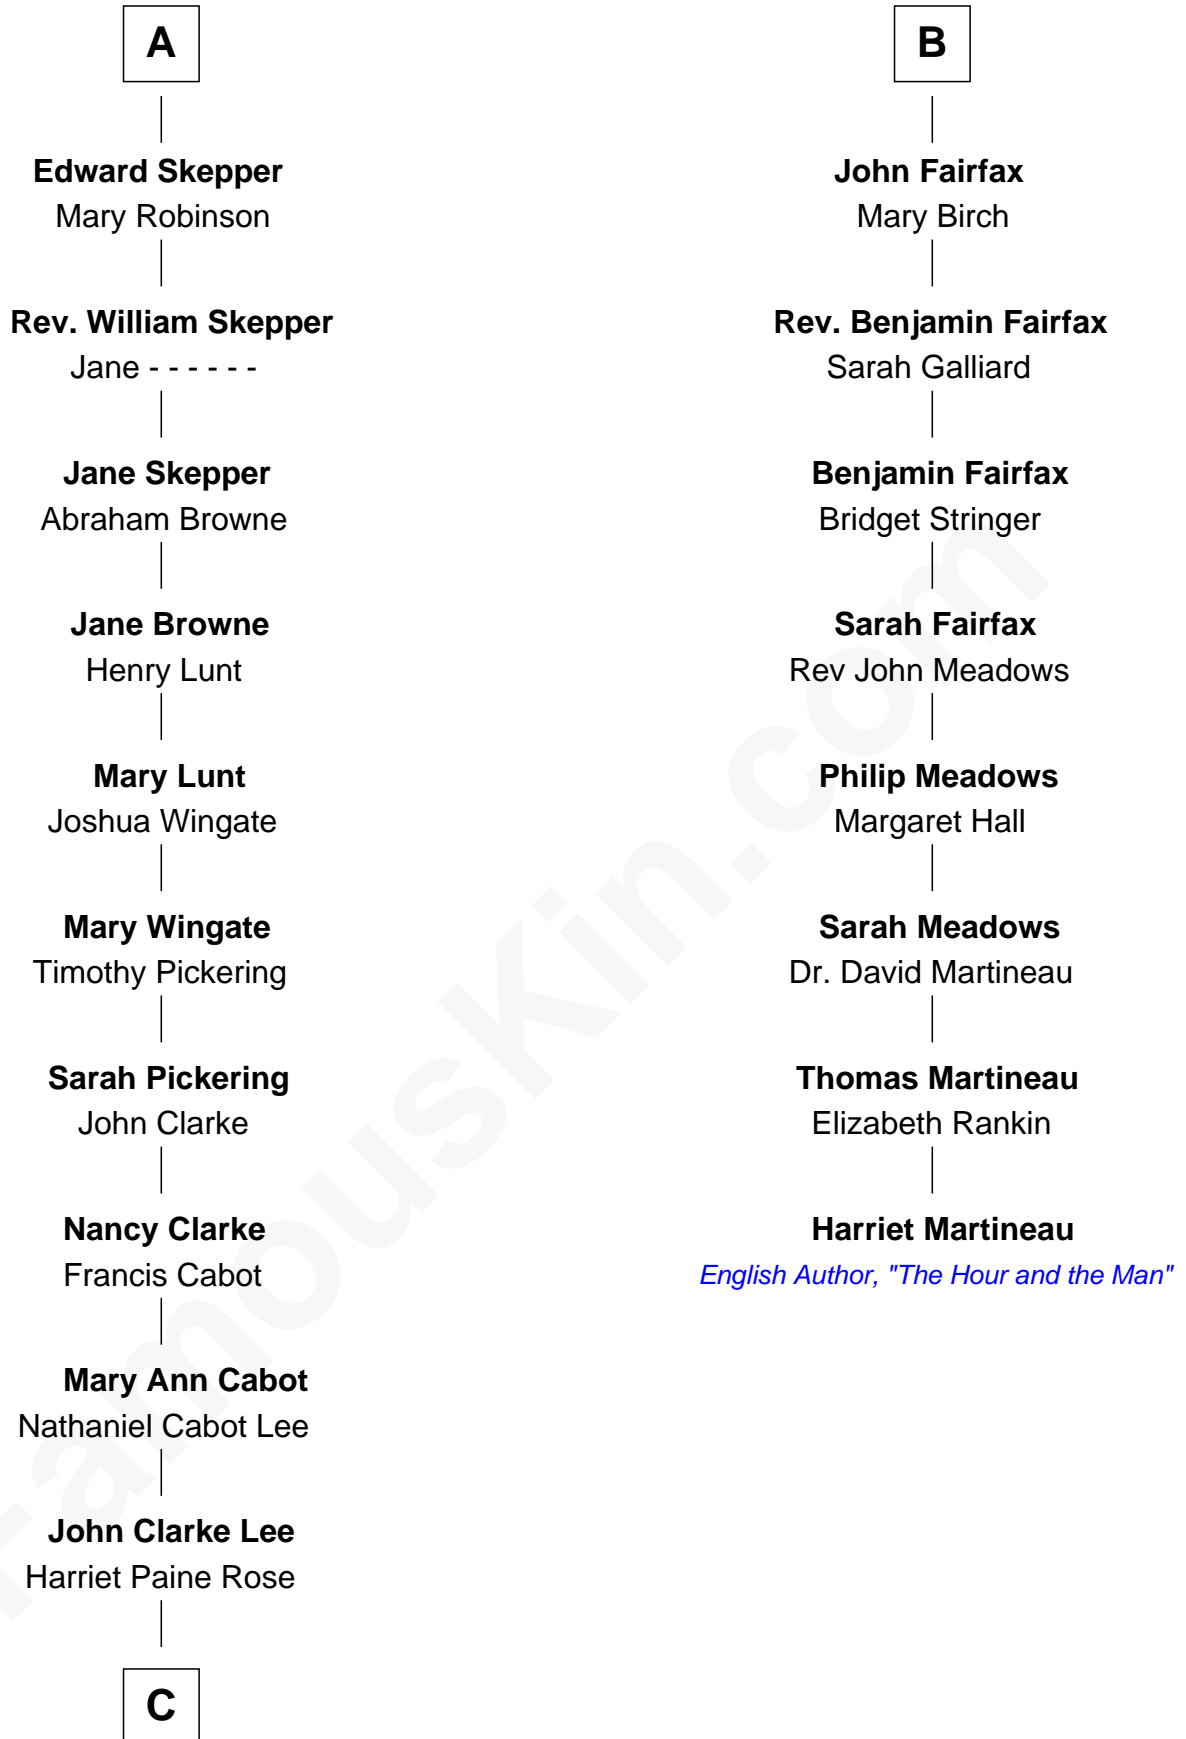 A
Edward Skepper
Mary Robinson
Rev. William Skepper
Jane - - - - - -
Jane Skepper
Abraham Browne
Jane Browne
Henry Lunt
Mary Lunt
Joshua Wingate
Mary Wingate
Timothy Pickering
Sarah Pickering
John Clarke
Nancy Clarke
Francis Cabot
Mary Ann Cabot
Nathaniel Cabot Lee
John Clarke Lee
Harriet Paine Rose
C
B
John Fairfax
Mary Birch
Rev. Benjamin Fairfax
Sarah Galliard
Benjamin Fairfax
Bridget Stringer
Sarah Fairfax
Rev John Meadows
Philip Meadows
Margaret Hall
Sarah Meadows
Dr. David Martineau
Thomas Martineau
Elizabeth Rankin
Harriet Martineau
English Author, "The Hour and the Man"
FamousKin.com